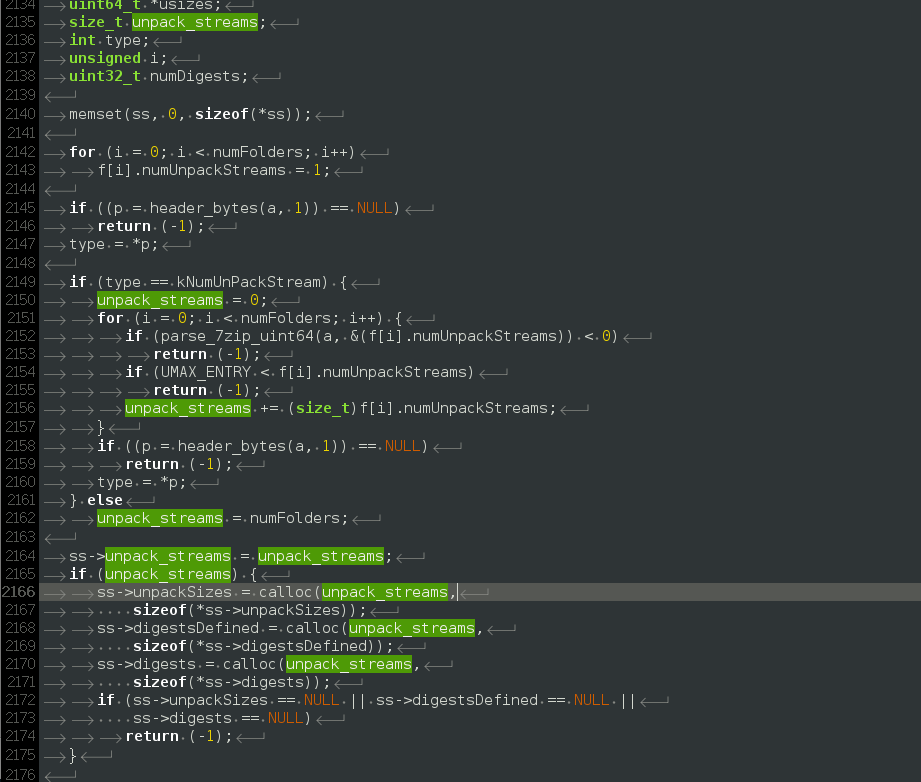 2134 uint64_t *usizes;
2135 size_t unpack_streams;
2136 int type;
2137 unsigned i;
2138 uint32_t numDigests;
2139
2140 memset(ss, 0, sizeof(*ss));
2141
2142 for (i = 0; i < numFolders; i++)
2143 f[i].numUnpackStreams = 1;
2144
2145 if ((p = header_bytes(a, 1)) == NULL)
2146 return (-1);
2147 type = *p;
2148
2149 if (type == kNumUnPackStream) {
2150 unpack_streams = 0;
2151 for (i = 0; i < numFolders; i++) {
2152 if (parse_7zip_uint64(a, &(f[i].numUnpackStreams)) < 0)
2153 return (-1);
2154 if (UMAX_ENTRY < f[i].numUnpackStreams)
2155 return (-1);
2156 unpack_streams += (size_t)f[i].numUnpackStreams;
2157 }
2158 if ((p = header_bytes(a, 1)) == NULL)
2159 return (-1);
2160 type = *p;
2161 } else
2162 unpack_streams = numFolders;
2163
2164 ss->unpack_streams = unpack_streams;
2165 if (unpack_streams) {
2166 ss->unpackSizes = calloc(unpack_streams,
2167 sizeof(*ss->unpackSizes));
2168 ss->digestsDefined = calloc(unpack_streams,
2169 sizeof(*ss->digestsDefined));
2170 ss->digests = calloc(unpack_streams,
2171 sizeof(*ss->digests));
2172 if (ss->unpackSizes == NULL || ss->digestsDefined == NULL ||
2173 ss->digests == NULL)
2174 return (-1);
2175 }
2176